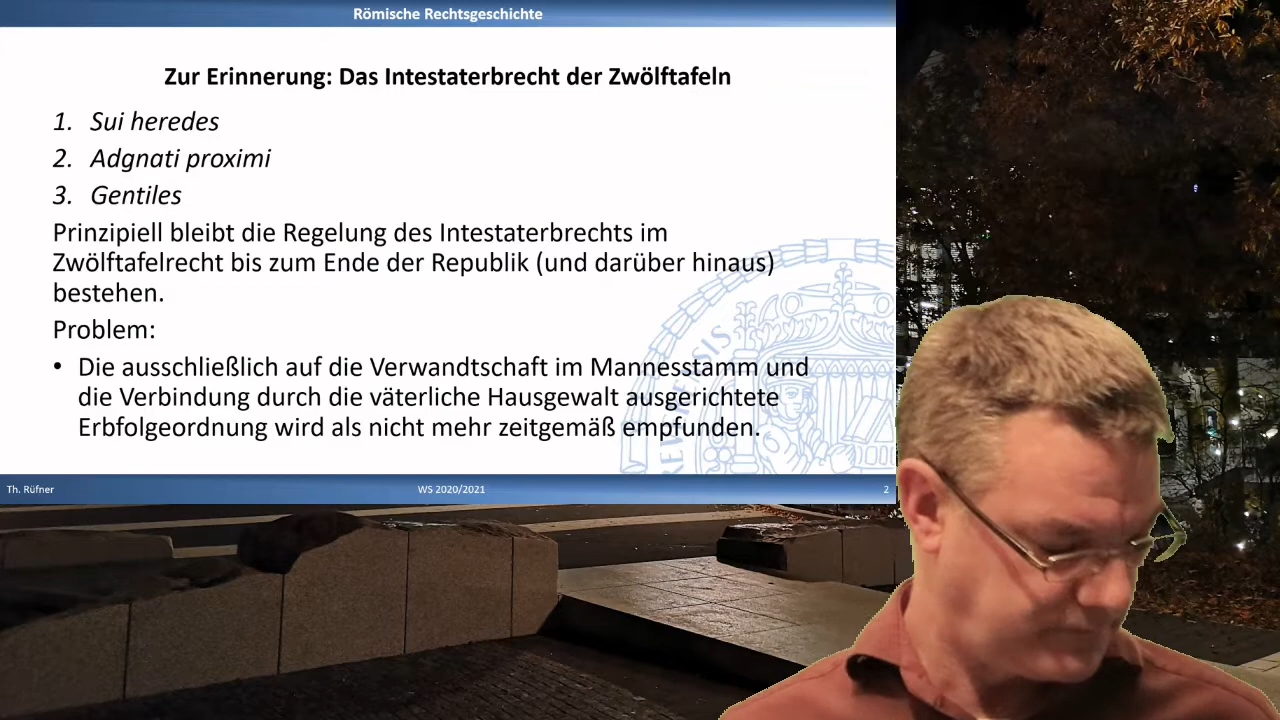 Römische Rechtsgeschichte
Zur Erinnerung: Das Intestaterbrecht der Zwölftafeln
1. Sui heredes
2. Adgnati proximi
3. Gentiles
Prinzipiell bleibt die Regelung des Intestaterbrechts im
Zwölftafelrecht bis zum Ende der Republik (und darüber hinaus)
bestehen.
Problem:
• Die ausschließlich auf die Verwandtschaft im Mannesstamm und
die Verbindung durch die väterliche Hausgewalt ausgerichtete
Erbfolgeordnung wird als nicht mehr zeitgemäß empfunden.
Th. Rüfner
WS 2020/2021
2